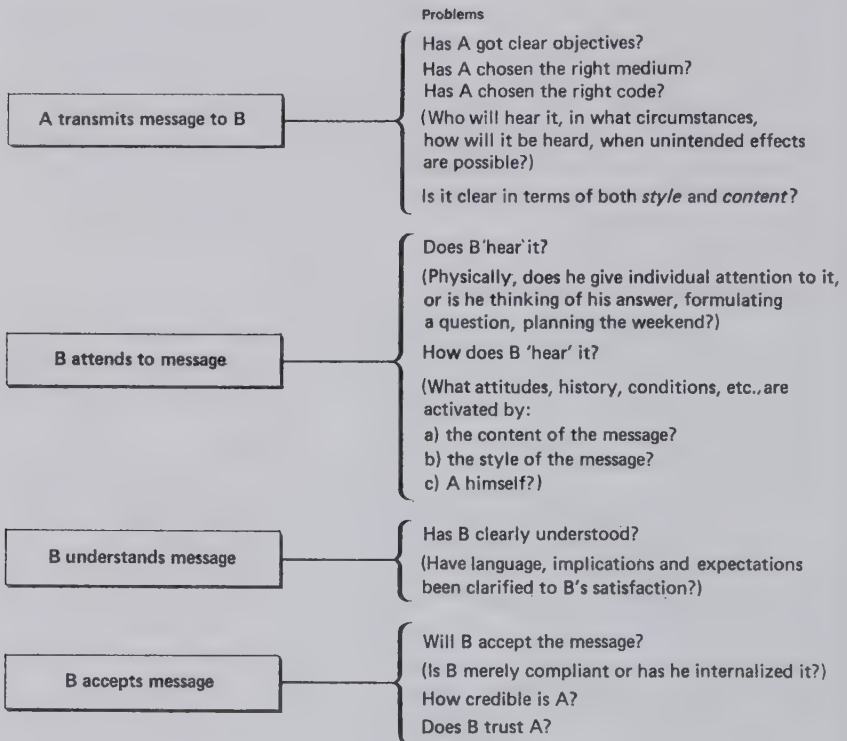 Problems
A transmits message to B
Has A got clear objectives?
Has A chosen the right medium?
Has A chosen the right code?
(Who will hear it, in what circumstances,
how will it be heard, when unintended effects
are possible?)
Is it clear in terms of both style and content?
B attends to message
Does B 'hear' it?
(Physically, does he give individual attention to it,
or is he thinking of his answer, formulating
a question, planning the weekend?)
How does B 'hear' it?
(What attitudes, history, conditions, etc., are
activated by:
a) the content of the message?
b) the style of the message?
c) A himself?)
B understands message
Has B clearly understood?
(Have language, implications and expectations
been clarified to B's satisfaction?)
B accepts message
Will B accept the message?
(Is B merely compliant or has he internalized it?)
How credible is A?
Does B trust A?